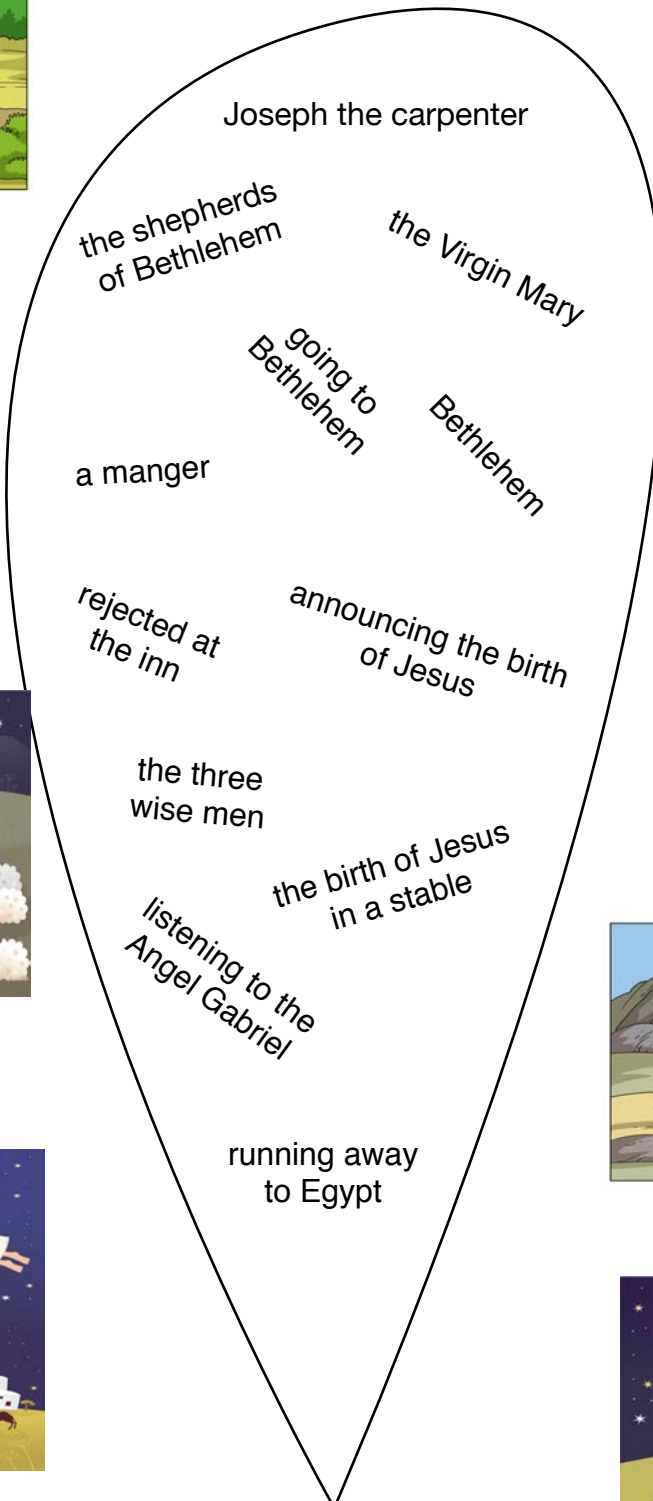 Joseph the carpenter
the shepherds
of Bethlehem
the Virgin Mary
going to
Bethlehem
Bethlehem
a manger
rejected at
the inn
announcing the birth
of Jesus
the three
wise men
the birth of Jesus
in a stable
listening to the
Angel Gabriel
running away
to Egypt